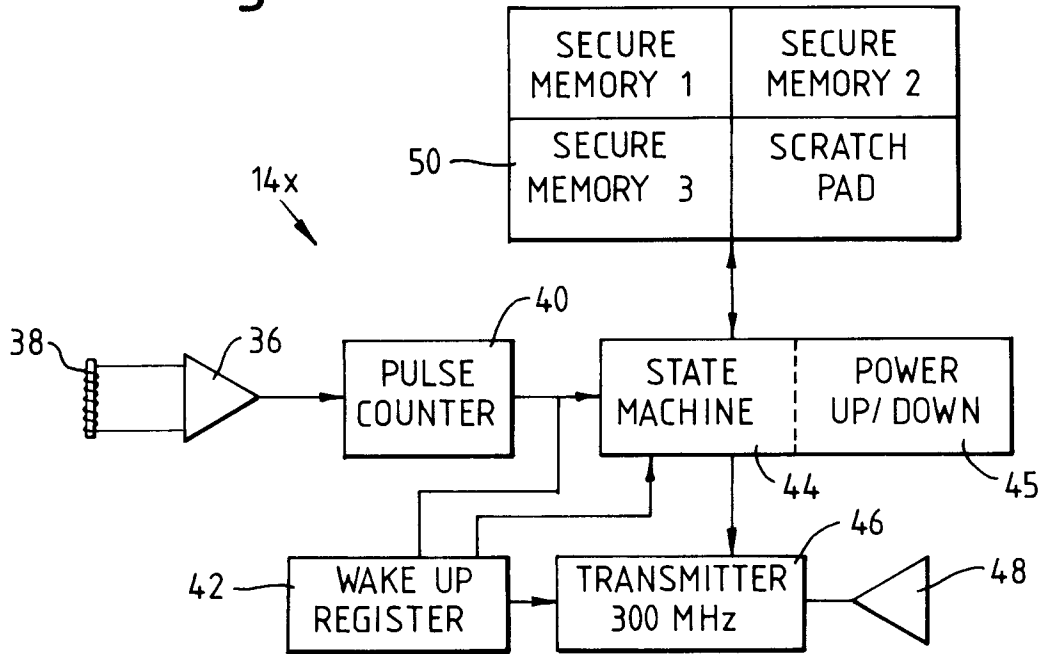 SECURE MEMORY 1
SECURE MEMORY 2
50
SECURE MEMORY 3
SCRATCH PAD
14x
40
38
36
PULSE COUNTER
STATE MACHINE
POWER UP/DOWN
44
45
46
42
WAKE UP REGISTER
TRANSMITTER 300 MHz
48